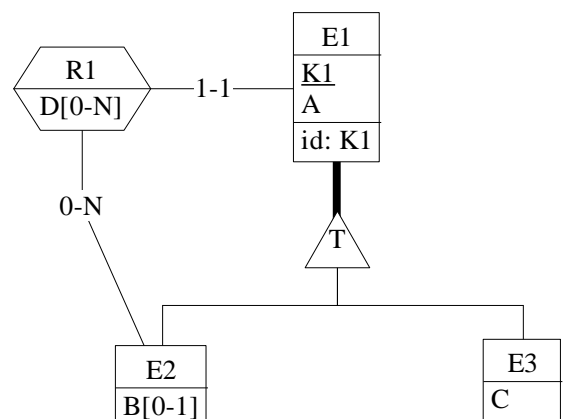 E1
R1
K1
1-1
A
D[0-N]
id: K1
0-N
T
E2
E3
B[0-1]
C